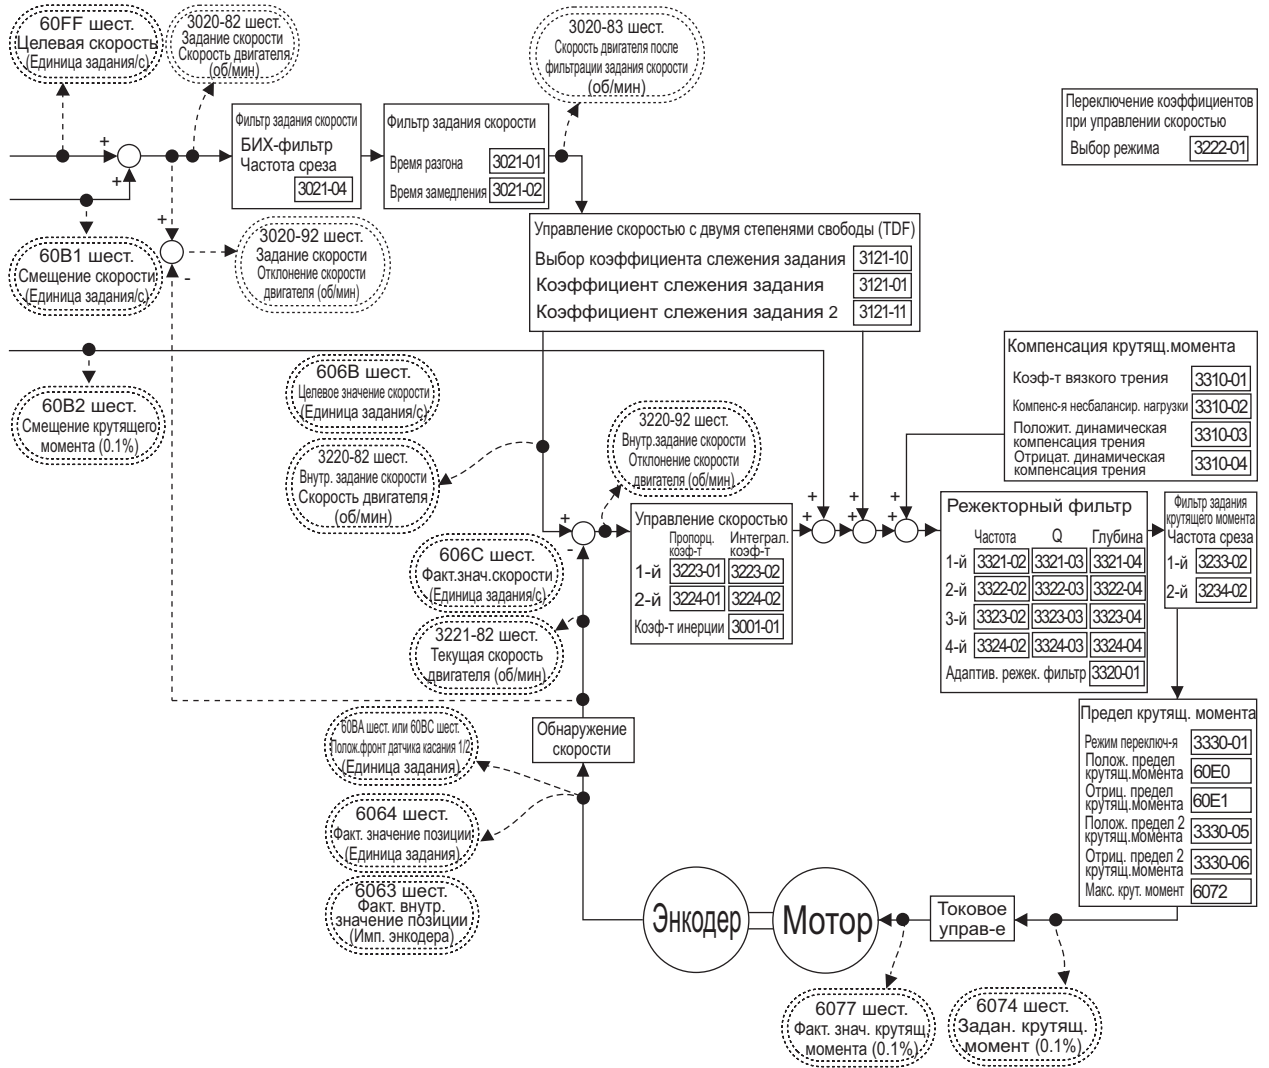 60FF шест.
Целевая скорость
(Единица задания/с)
3020-82 шест.
Задание скорости
Скорость двигателя
(об/мин)
3020-83 шест.
Скорость двигателя после
фильтрации задания скорости
(об/мин)
Переключение коэффициентов
при управлении скоростью
Выбор режима 3222-01
+
+
Фильтр задания скорости
БИХ-фильтр
Частота среза
3021-04
Фильтр задания скорости
Время разгона 3021-01
Время замедления 3021-02
60B1 шест.
Смещение скорости
(Единица задания/с)
+
-
3020-92 шест.
Задание скорости
Отклонение скорости
двигателя (об/мин)
Управление скоростью с двумя степенями свободы (TDF)
Выбор коэффициента слежения задания 3121-10
Коэффициент слежения задания 3121-01
Коэффициент слежения задания 2 3121-11
60B2 шест.
Смещение крутящего
момента (0.1%)
606B шест.
Целевое значение скорости
(Единица задания/с)
3220-82 шест.
Внутр. задание скорости
Скорость двигателя
(об/мин)
3220-92 шест.
Внутр.задание скорости
Отклонение скорости
двигателя (об/мин)
Компенсация крутящ.момента
Коэф-т вязкого трения 3310-01
Компенс-я несбалансир. нагрузки 3310-02
Положит. динамическая
компенсация трения 3310-03
Отрицат. динамическая
компенсация трения 3310-04
+
-
606C шест.
Факт.знач.скорости
(Единица задания/с)
3221-82 шест.
Текущая скорость
двигателя (об/мин)
Управление скоростью
Пропорц. Интеграл.
коэф-т коэф-т
1-й 3223-01 3223-02
2-й 3224-01 3224-02
Коэф-т инерции 3001-01
+ + +
+ + +
Режекторный фильтр
Частота Q Глубина
1-й 3321-02 3321-03 3321-04
2-й 3322-02 3322-03 3322-04
3-й 3323-02 3323-03 3323-04
4-й 3324-02 3324-03 3324-04
Адаптив. режек. фильтр 3320-01
Фильтр задания
крутящего момента
Частота среза
1-й 3233-02
2-й 3234-02
Предел крутящ. момента
Режим переключ-я 3330-01
Полож. предел
крутящ.момента 60E0
Отриц. предел
крутящ.момента 60E1
Полож. предел 2
крутящ.момента 3330-05
Отриц. предел 2
крутящ.момента 3330-06
Макс. крут. момент 6072
Обнаружение
скорости
60BA шест. или 60BC шест.
Полож.фронт датчика касания 1/2
(Единица задания)
6064 шест.
Факт. значение позиции
(Единица задания)
6063 шест.
Факт. внутр.
значение позиции
(Имп. энкодера)
Энкодер
Мотор
Токовое
управ-е
6077 шест.
Факт. знач. крутящ.
момента (0.1%)
6074 шест.
Задан. крутящ.
момент (0.1%)